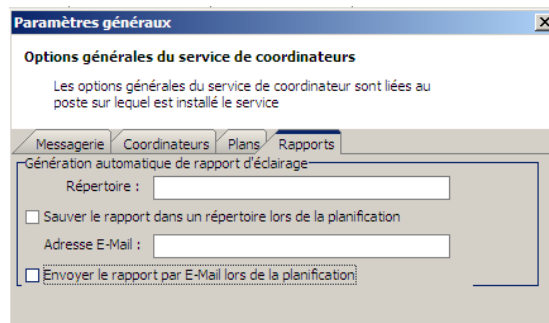 Paramètres généraux
Options générales du service de coordinateurs
Les options générales du service de coordinateur sont liées au
poste sur lequel est installé le service
Messagerie Coordinateurs Plans Rapports
Génération automatique de rapport d'éclairage
Répertoire :
Sauver le rapport dans un répertoire lors de la planification
Adresse E-Mail :
Envoyer le rapport par E-Mail lors de la planification